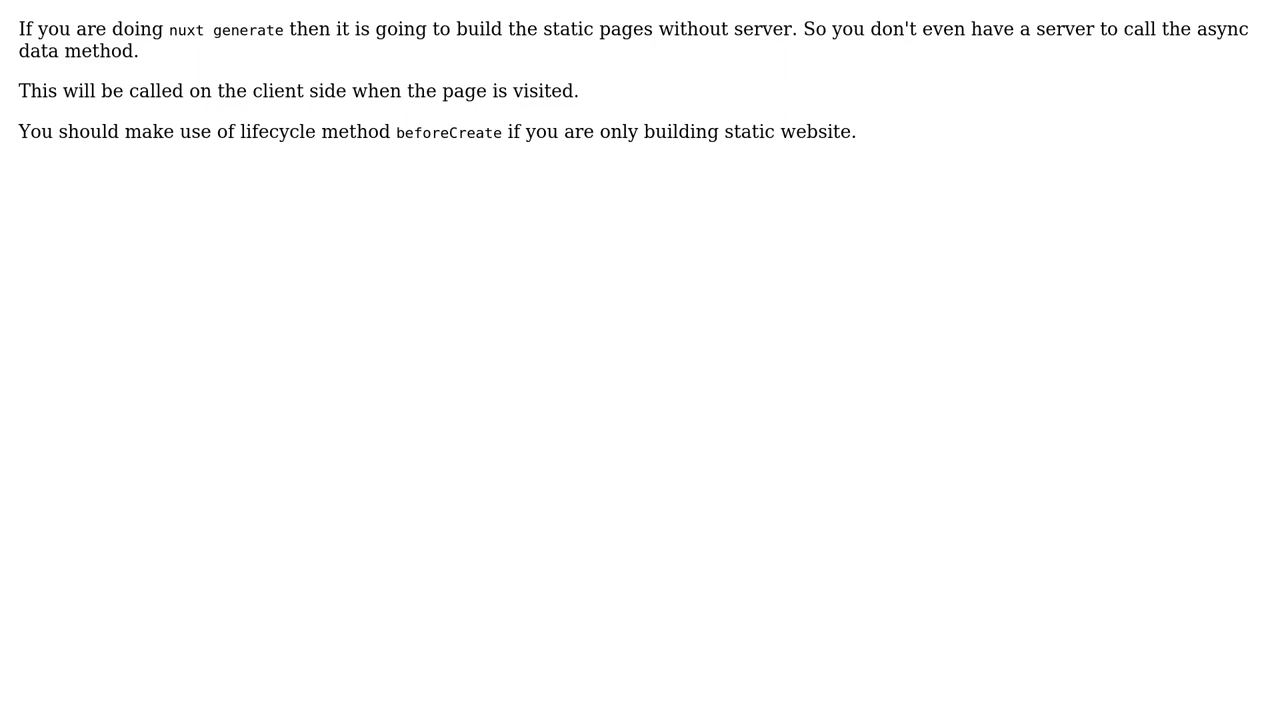 If you are doing nuxt generate then it is going to build the static pages without server. So you don't even have a server to call the async
data method.
This will be called on the client side when the page is visited.
You should make use of lifecycle method beforeCreate if you are only building static website.